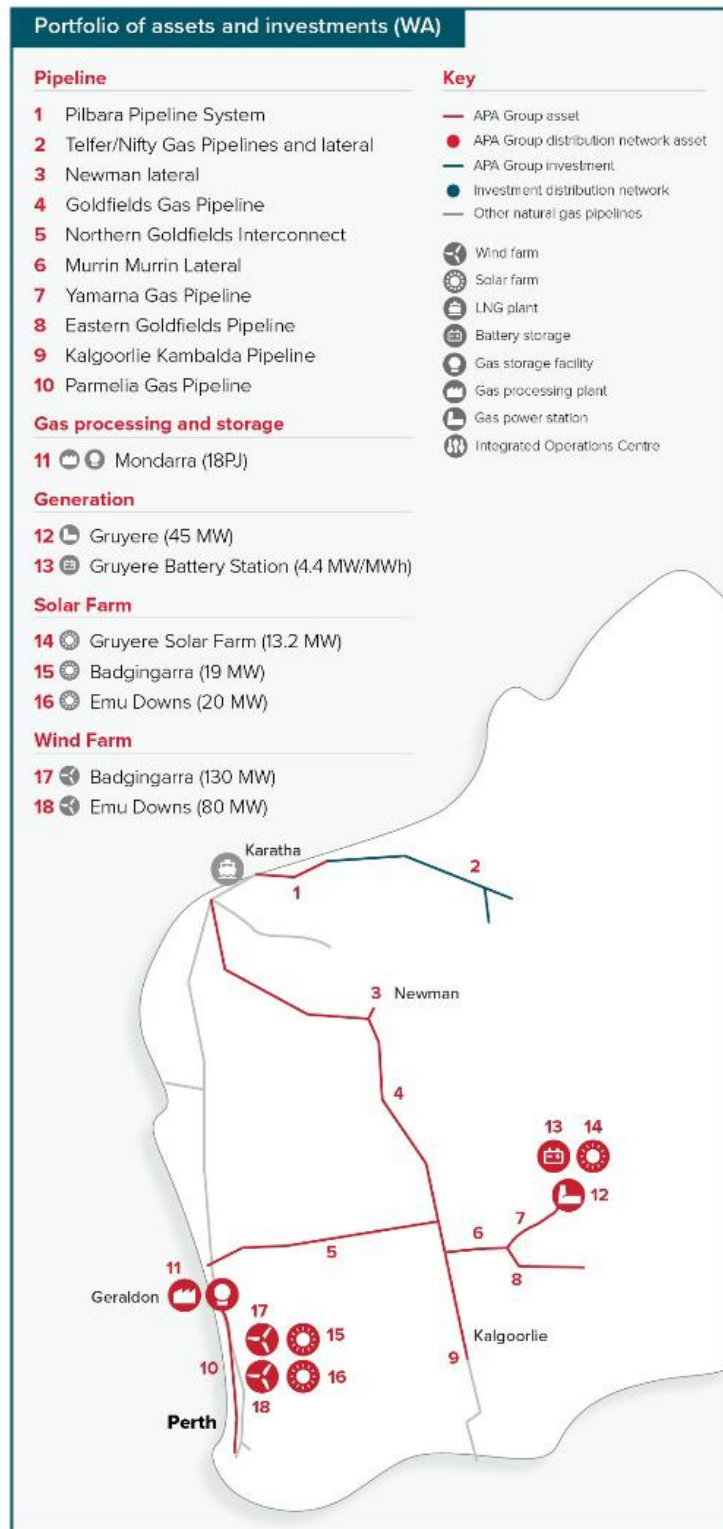 Portfolio of assets and investments (WA)
Pipeline
1 Pilbara Pipeline System
2 Telfer/Nifty Gas Pipelines and lateral
3 Newman lateral
4 Goldfields Gas Pipeline
5 Northern Goldfields Interconnect
6 Murrin Murrin Lateral
7 Yamarna Gas Pipeline
8 Eastern Goldfields Pipeline
9 Kalgoorlie Kambalda Pipeline
10 Parmelia Gas Pipeline
Gas processing and storage
11 Mondarra (18PJ)
Generation
12 Gruyere (45 MW)
13 Gruyere Battery Station (4.4 MW/MWh)
Solar Farm
14 Gruyere Solar Farm (13.2 MW)
15 Badgingarra (19 MW)
16 Emu Downs (20 MW)
Wind Farm
17 Badgingarra (130 MW)
18 Emu Downs (80 MW)
Key
APA Group asset
APA Group distribution network asset
APA Group investment
Investment distribution network
Other natural gas pipelines
Wind farm
Solar farm
LNG plant
Battery storage
Gas storage facility
Gas processing plant
Gas power station
Integrated Operations Centre
Karatha
2
1
3 Newman
4
13 14
12
7
6
5
8
11
Geraldon
17
15
Kalgoorlie
9
10
16
18
Perth